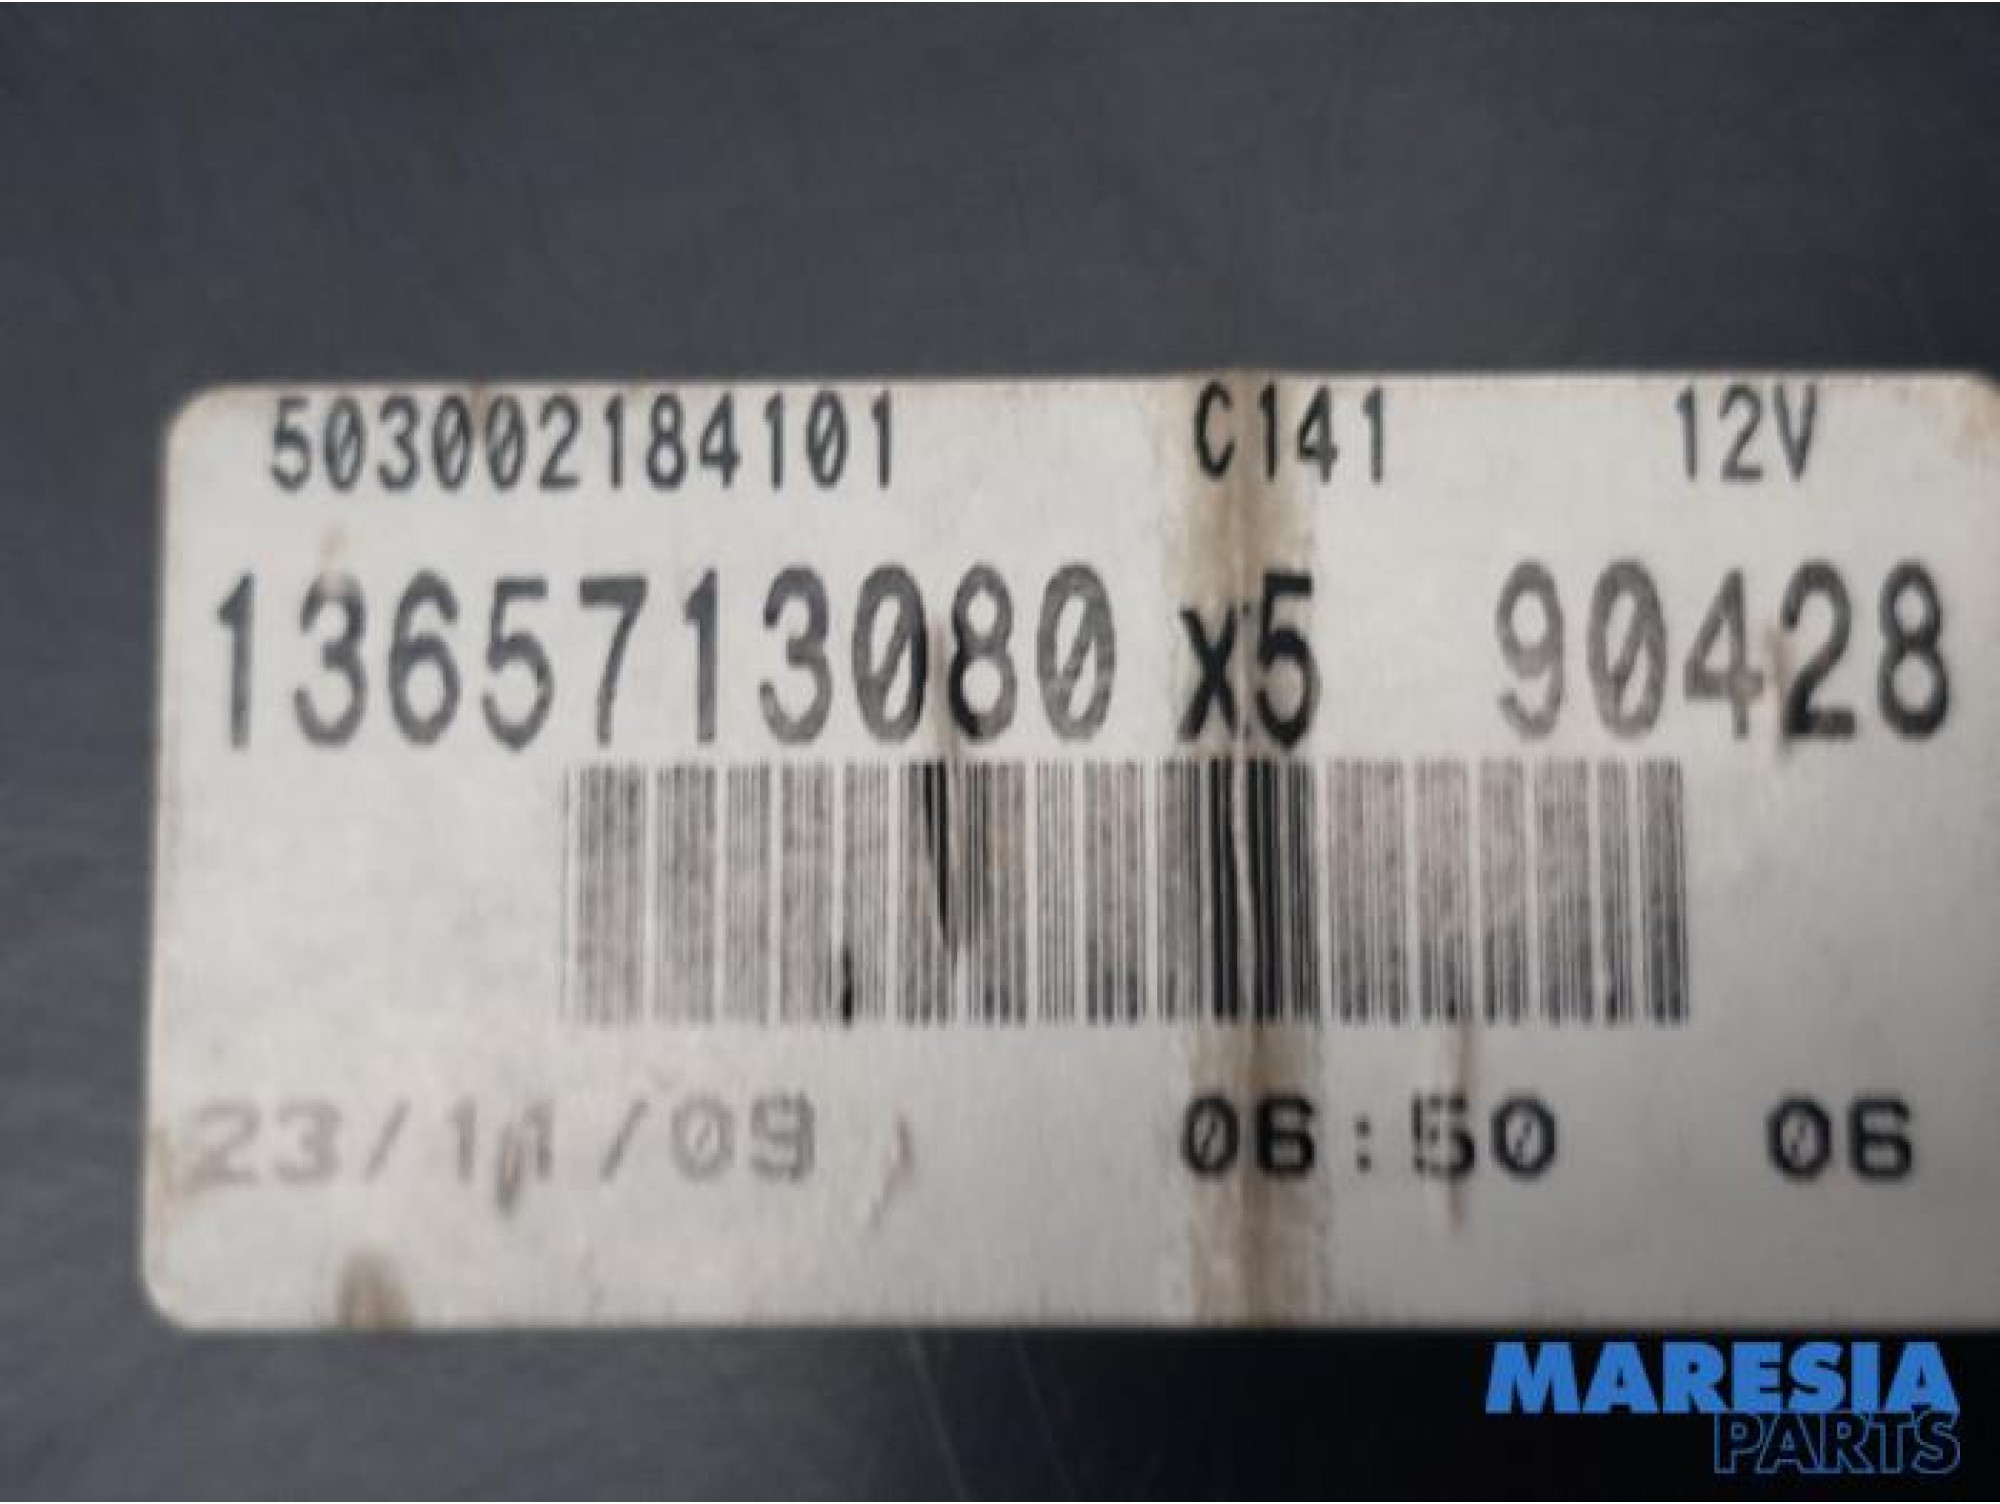 503002184101 C141 12V
1365713080 x5 90428
23/11/09 06:50 06
MARESIA
PARTS